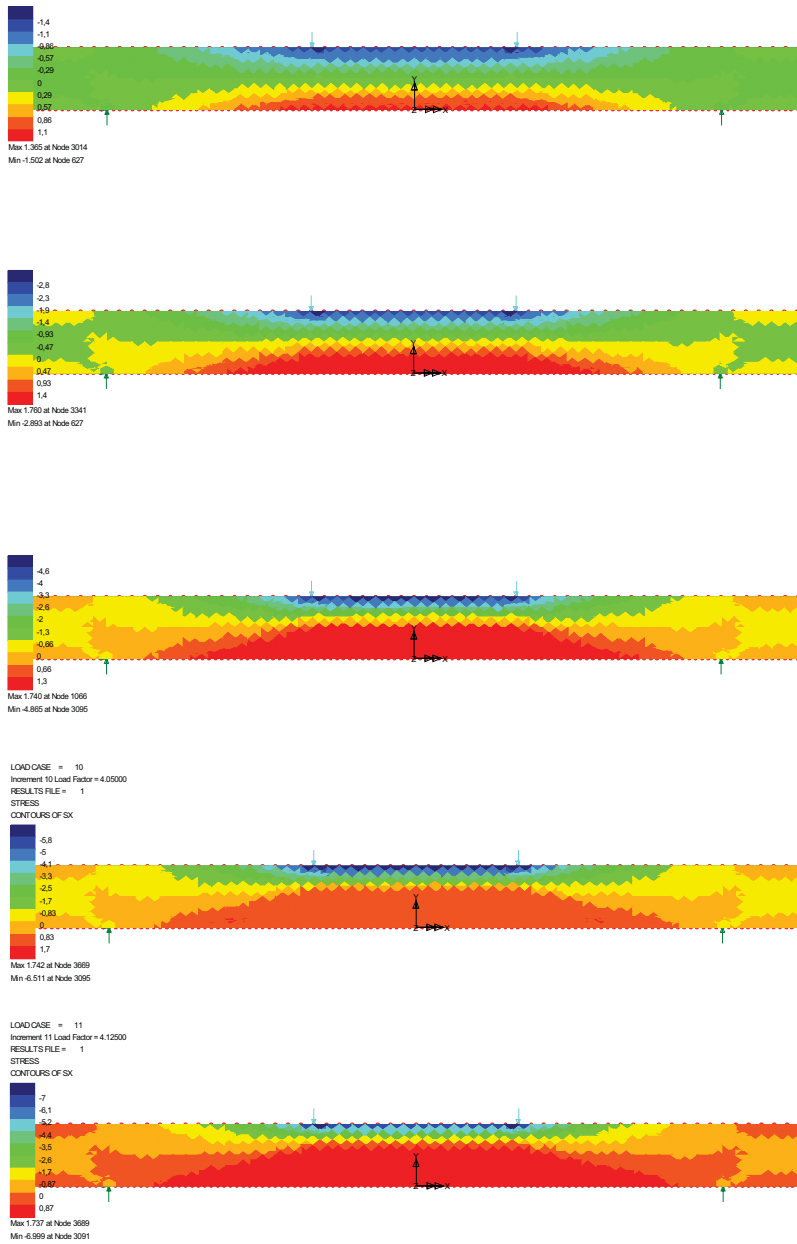 -1,4
-1,1
-0,86
-0,57
-0,29
0
0,29
0,57
0,86
1,1
Y
Z X
Max 1.365 at Node 3014
Min -1.502 at Node 627
-2,8
-2,3
-1,9
-1,4
-0,93
-0,47
0
0,47
0,93
1,4
Y
Z X
Max 1.760 at Node 3341
Min -2.893 at Node 627
-4,6
-4
-3,3
-2,6
-2
-1,3
-0,66
0
0,66
1,3
Y
Z X
Max 1.740 at Node 1066
Min -4.865 at Node 3095
LOAD CASE = 10
Increment 10 Load Factor = 4.05000
RESULTS FILE = 1
STRESS
CONTOURS OF SX
-5,8
-5
-4,1
-3,3
-2,5
-1,7
-0,83
0
0,83
1,7
Y
Z X
Max 1.742 at Node 3669
Min -6.511 at Node 3095
LOAD CASE = 11
Increment 11 Load Factor = 4.12500
RESULTS FILE = 1
STRESS
CONTOURS OF SX
-7
-6,1
-5,2
-4,4
-3,5
-2,6
-1,7
-0,87
0
0,87
Y
Z X
Max 1.737 at Node 3689
Min -6.999 at Node 3091